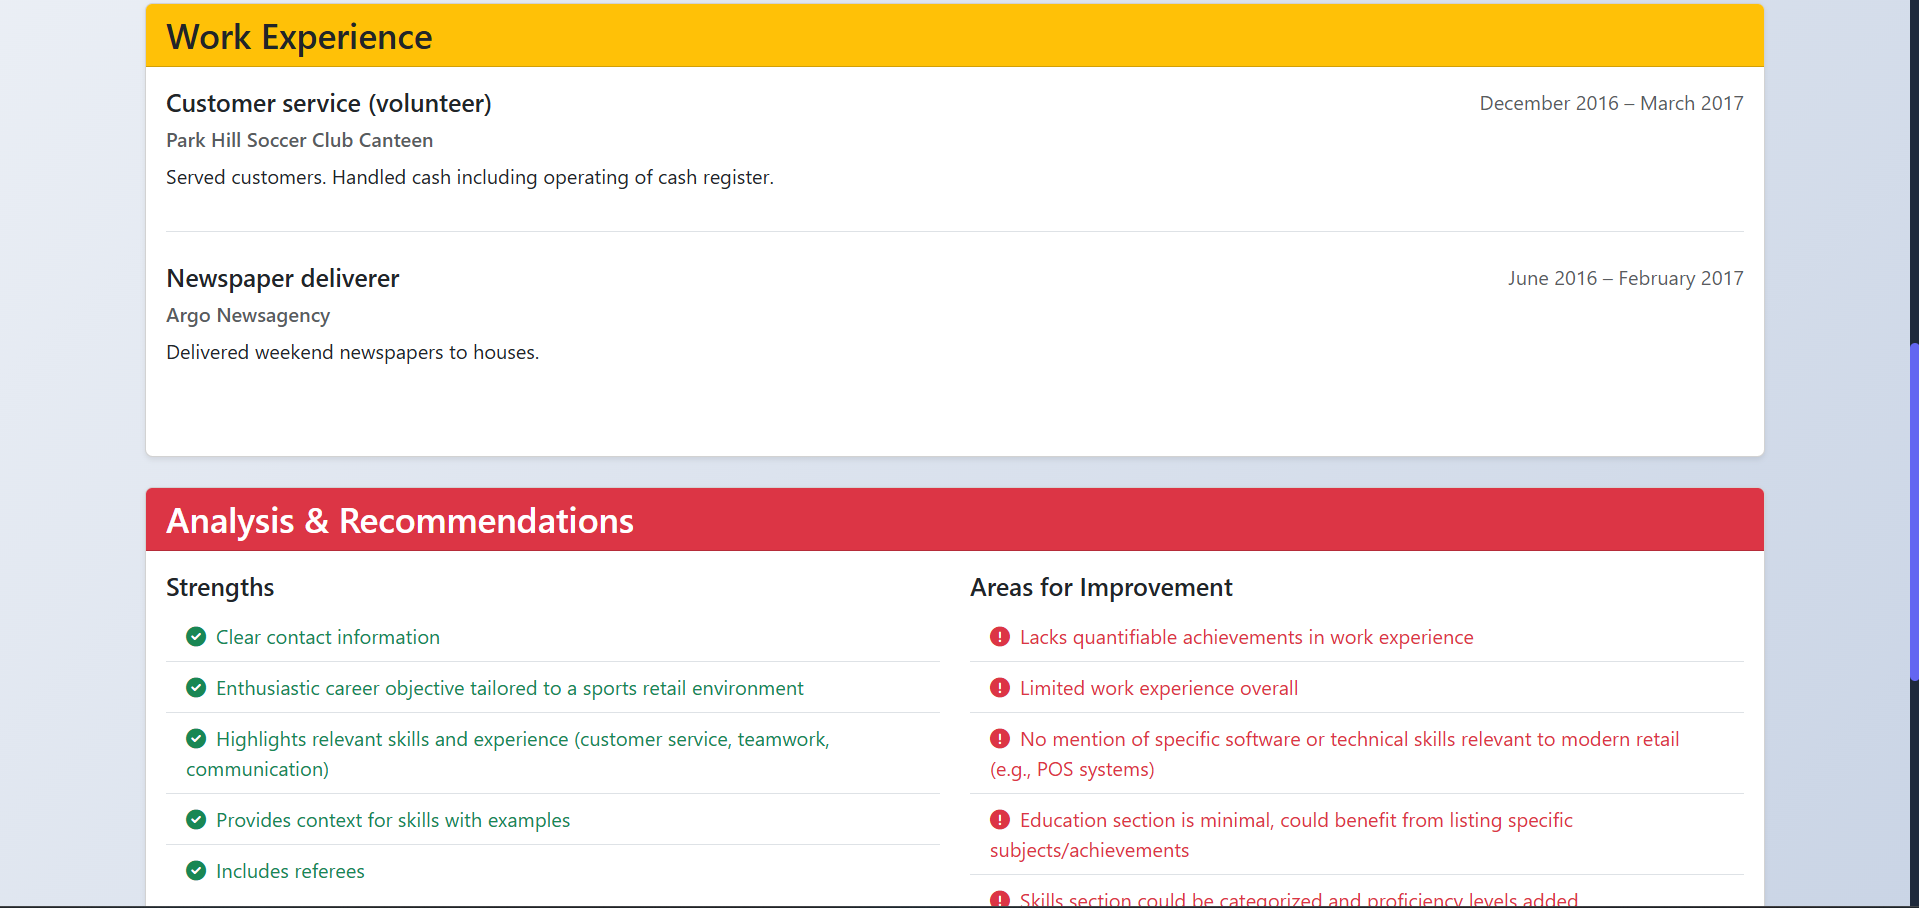 Work Experience
Customer service (volunteer)
December 2016 – March 2017
Park Hill Soccer Club Canteen
Served customers. Handled cash including operating of cash register.
Newspaper deliverer
June 2016 – February 2017
Argo Newsagency
Delivered weekend newspapers to houses.
Analysis & Recommendations
Strengths
Clear contact information
Enthusiastic career objective tailored to a sports retail environment
Highlights relevant skills and experience (customer service, teamwork,
communication)
Provides context for skills with examples
Includes referees
Areas for Improvement
Lacks quantifiable achievements in work experience
Limited work experience overall
No mention of specific software or technical skills relevant to modern retail
(e.g., POS systems)
Education section is minimal, could benefit from listing specific
subjects/achievements
Skills section could be categorized and proficiency levels added